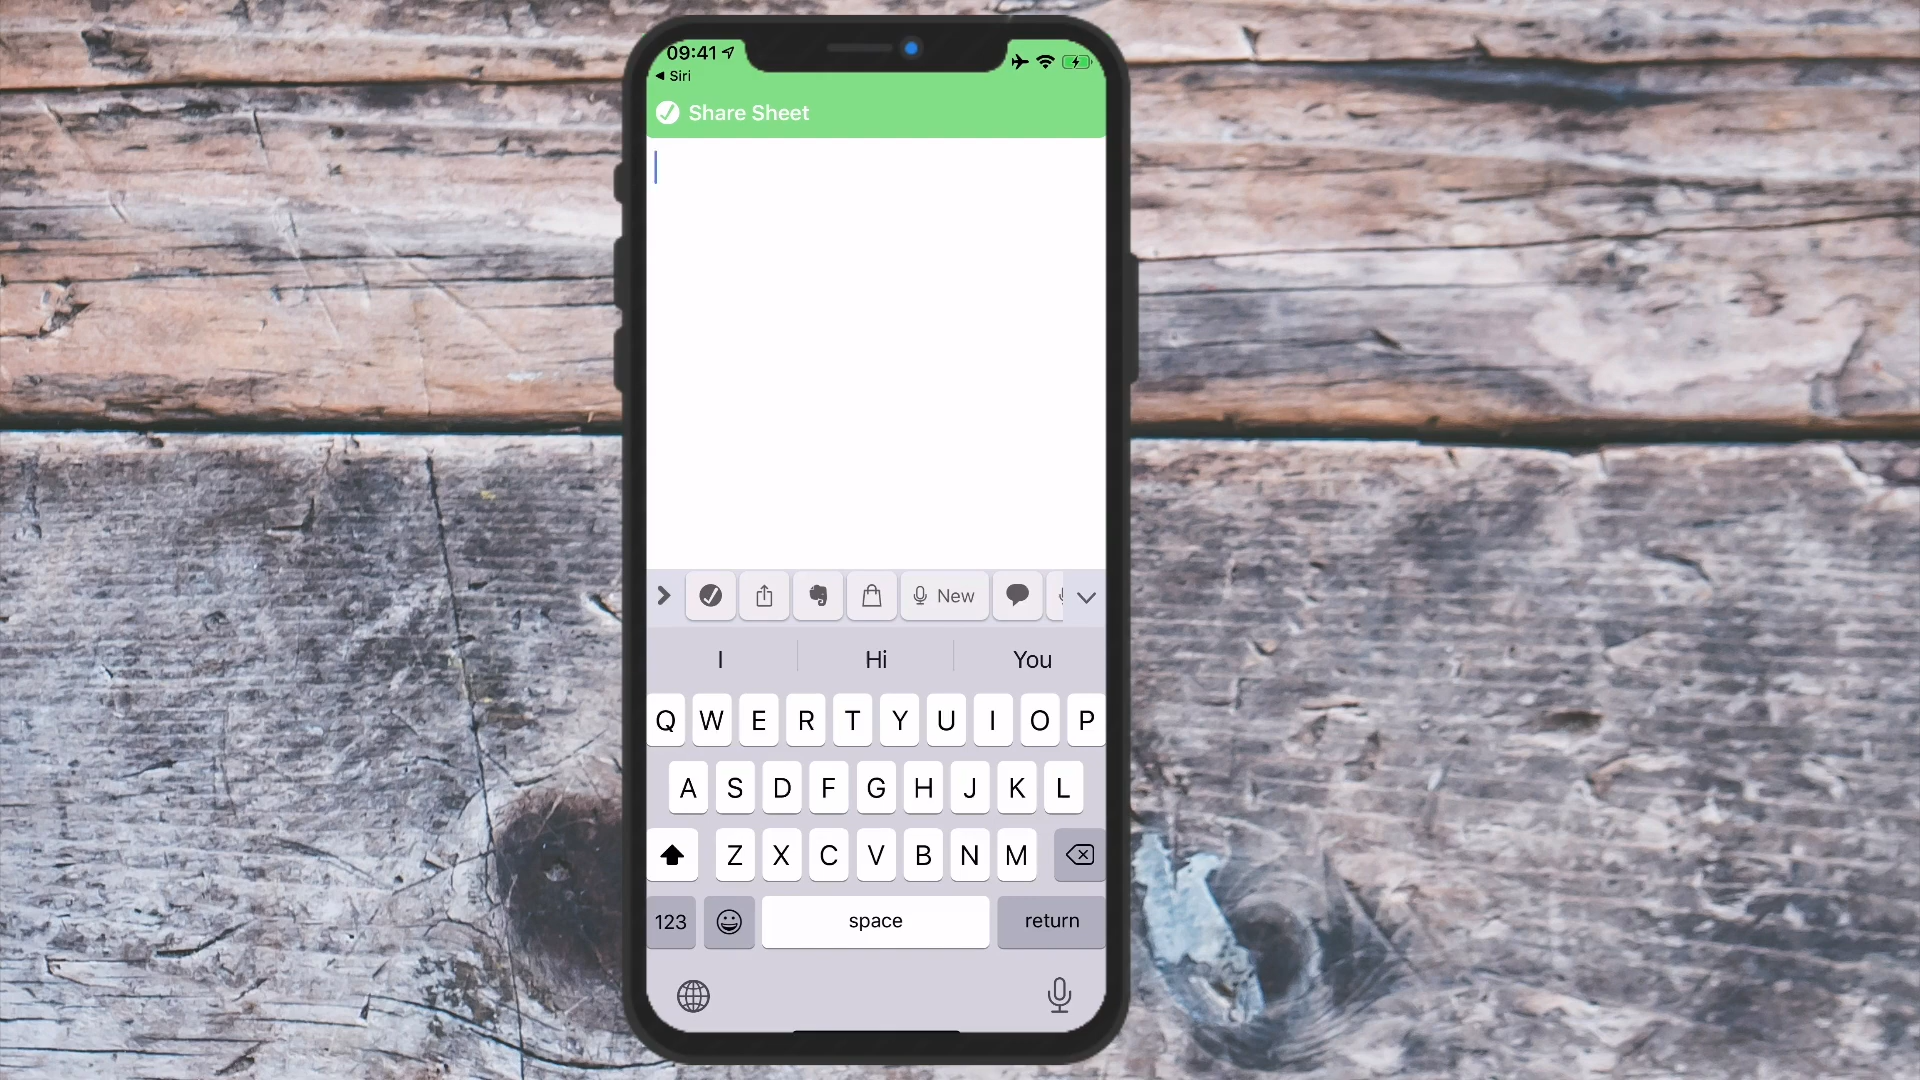 09:41
Siri
Share Sheet
New
I Hi You
Q W E R T Y U I O P
A S D F G H J K L
Z X C V B N M
123 space return